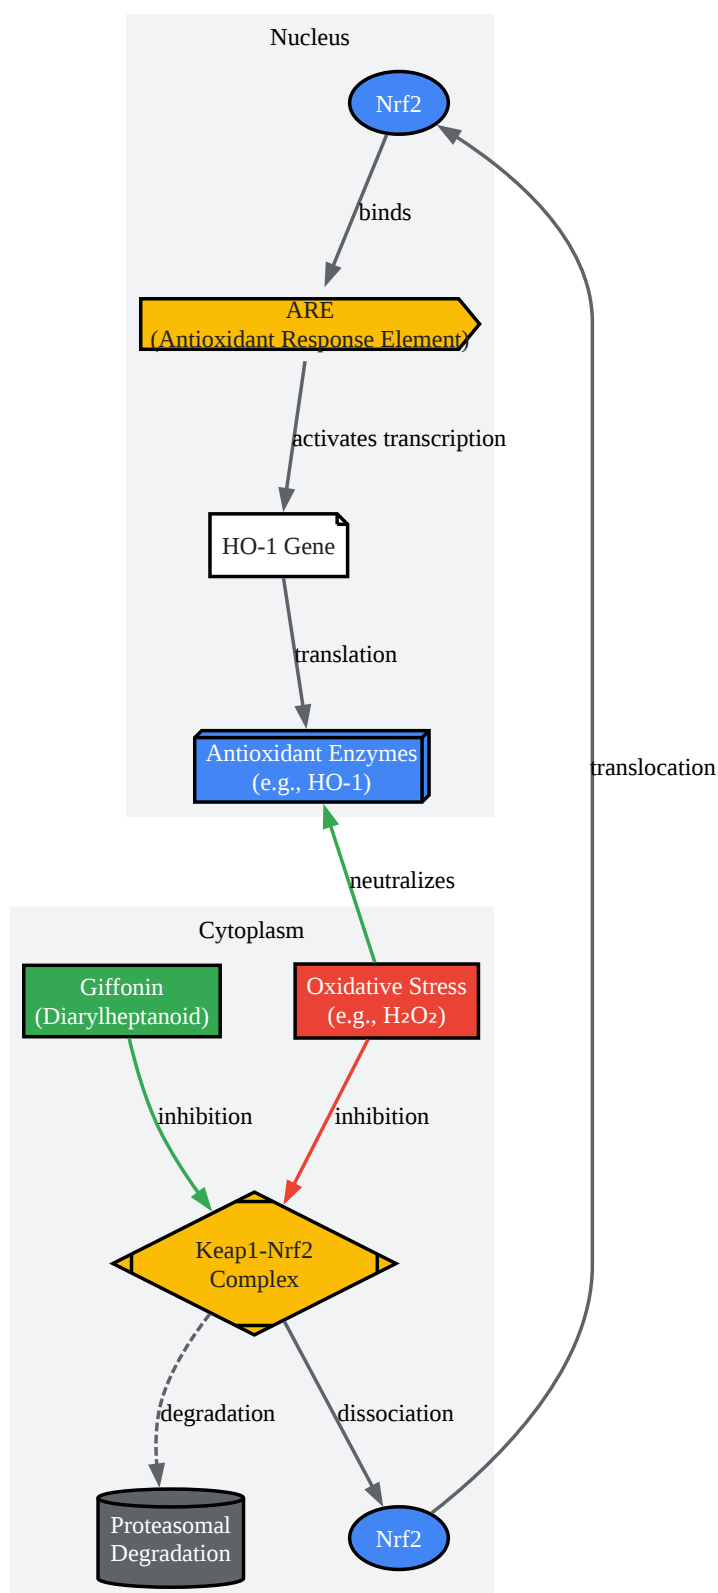 Nucleus
Nrf2
binds
ARE
(Antioxidant Response Element)
activates transcription
HO-1 Gene
translation
Antioxidant Enzymes
(e.g., HO-1)
translocation
neutralizes
Cytoplasm
Giffonin
(Diarylheptanoid)
Oxidative Stress
(e.g., H₂O₂)
inhibition
inhibition
Keap1-Nrf2
Complex
degradation
dissociation
Proteasomal
Degradation
Nrf2